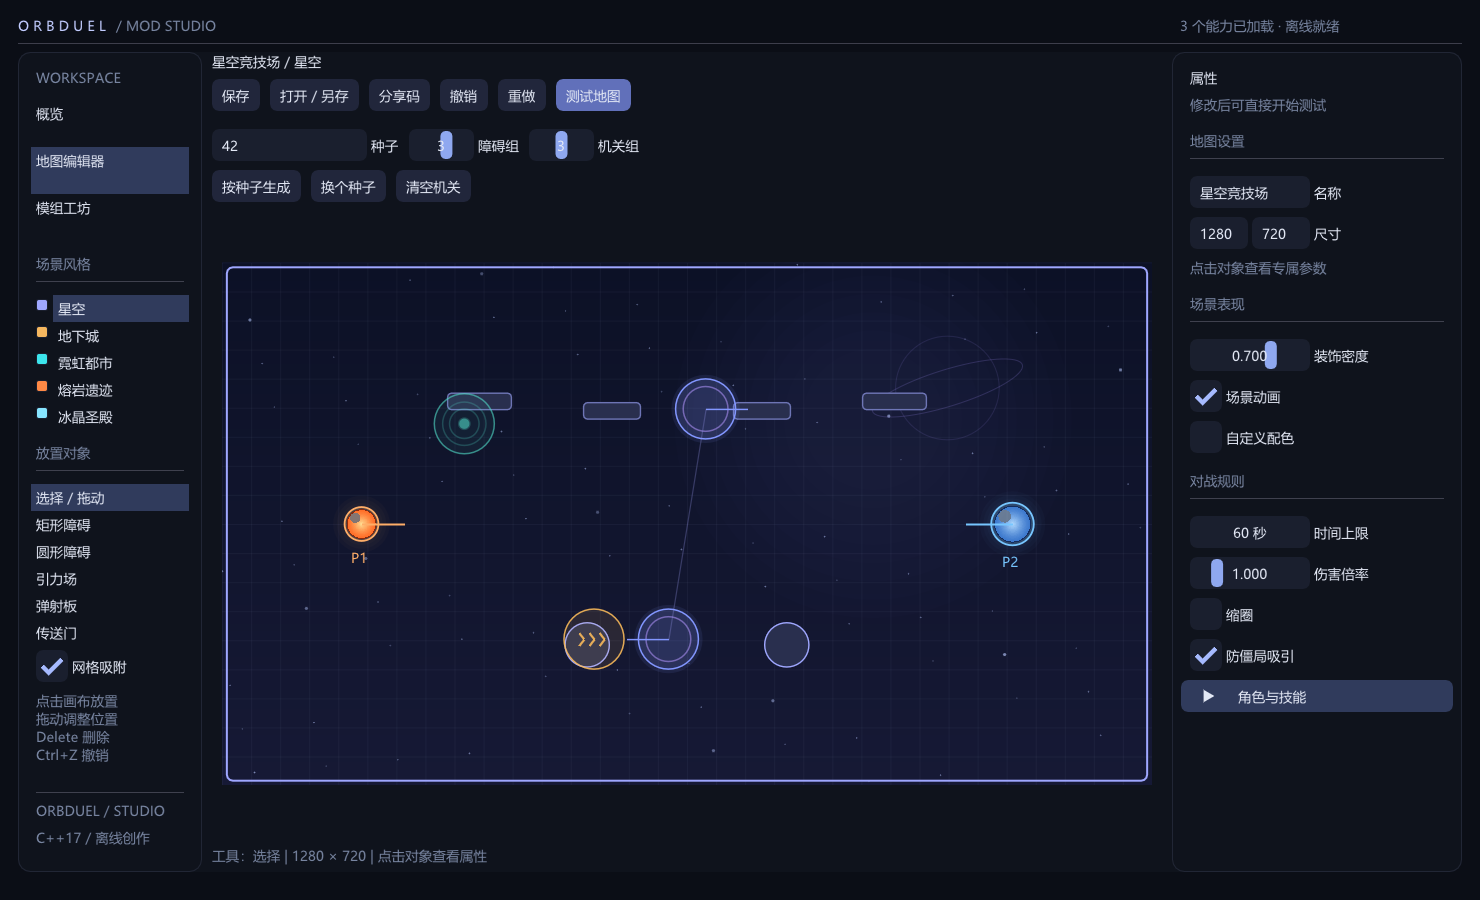 ORBDUEL / MOD STUDIO
3 个能力已加载 · 离线就绪
WORKSPACE
概览
地图编辑器
模组工坊
场景风格
星空
地下城
霓虹都市
熔岩遗迹
冰晶圣殿
放置对象
选择 / 拖动
矩形障碍
圆形障碍
引力场
弹射板
传送门
网格吸附
点击画布放置
拖动调整位置
Delete 删除
Ctrl+Z 撤销
ORBDUEL / STUDIO
C++17 / 离线创作
星空竞技场 / 星空
保存 打开 / 另存 分享码 撤销 重做 测试地图
42 种子 3 障碍组 3 机关组
按种子生成 换个种子 清空机关
P1
P2
工具：选择 | 1280 × 720 | 点击对象查看属性
属性
修改后可直接开始测试
地图设置
星空竞技场 名称
1280 720 尺寸
点击对象查看专属参数
场景表现
0.700 装饰密度
场景动画
自定义配色
对战规则
60 秒 时间上限
1.000 伤害倍率
缩圈
防僵局吸引
角色与技能